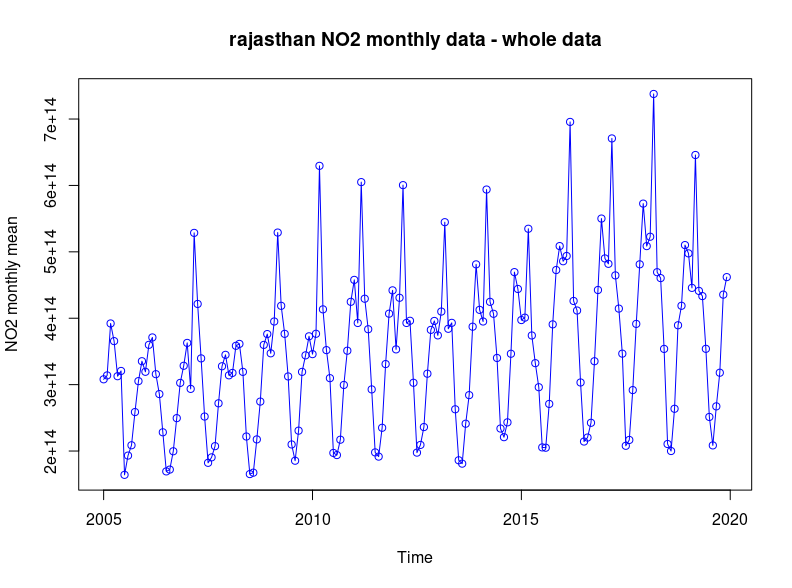 rajasthan NO2 monthly data - whole data
NO2 monthly mean
7e+14
6e+14
5e+14
4e+14
3e+14
2e+14
2005 2010 2015 2020
Time